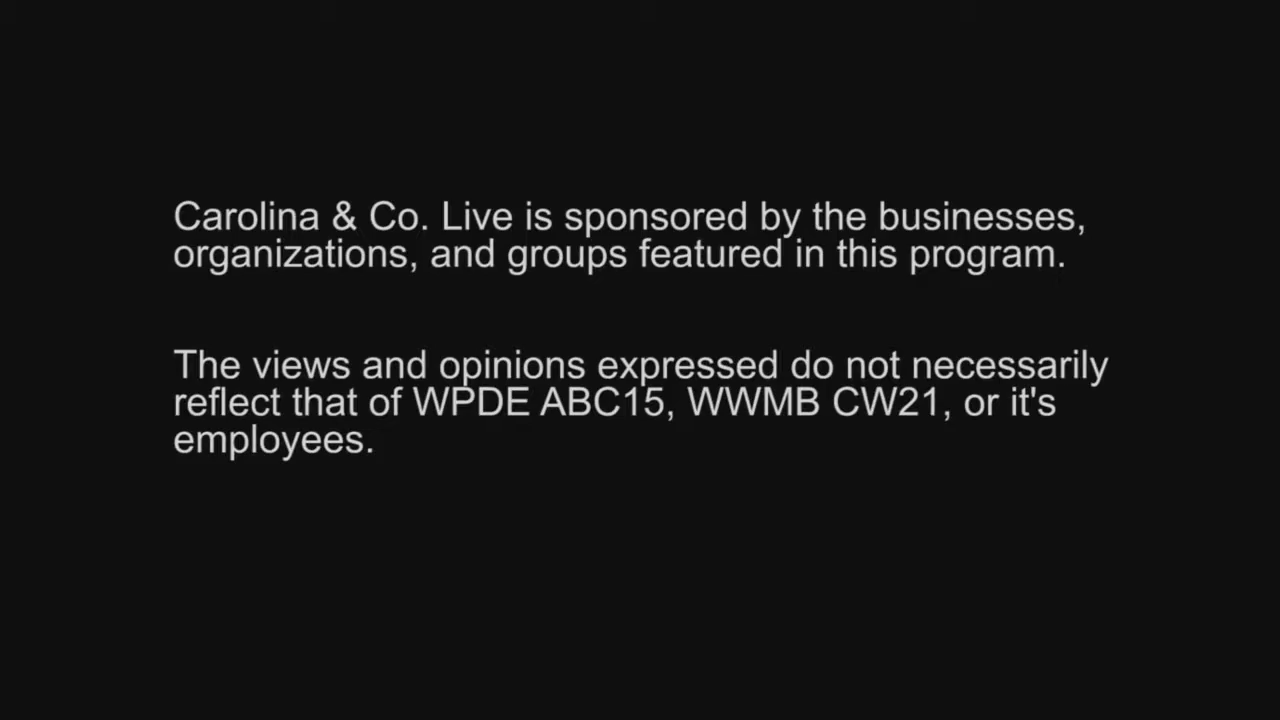 Carolina & Co. Live is sponsored by the businesses,
organizations, and groups featured in this program.
The views and opinions expressed do not necessarily
reflect that of WPDE ABC15, WWMB CW21, or it's
employees.